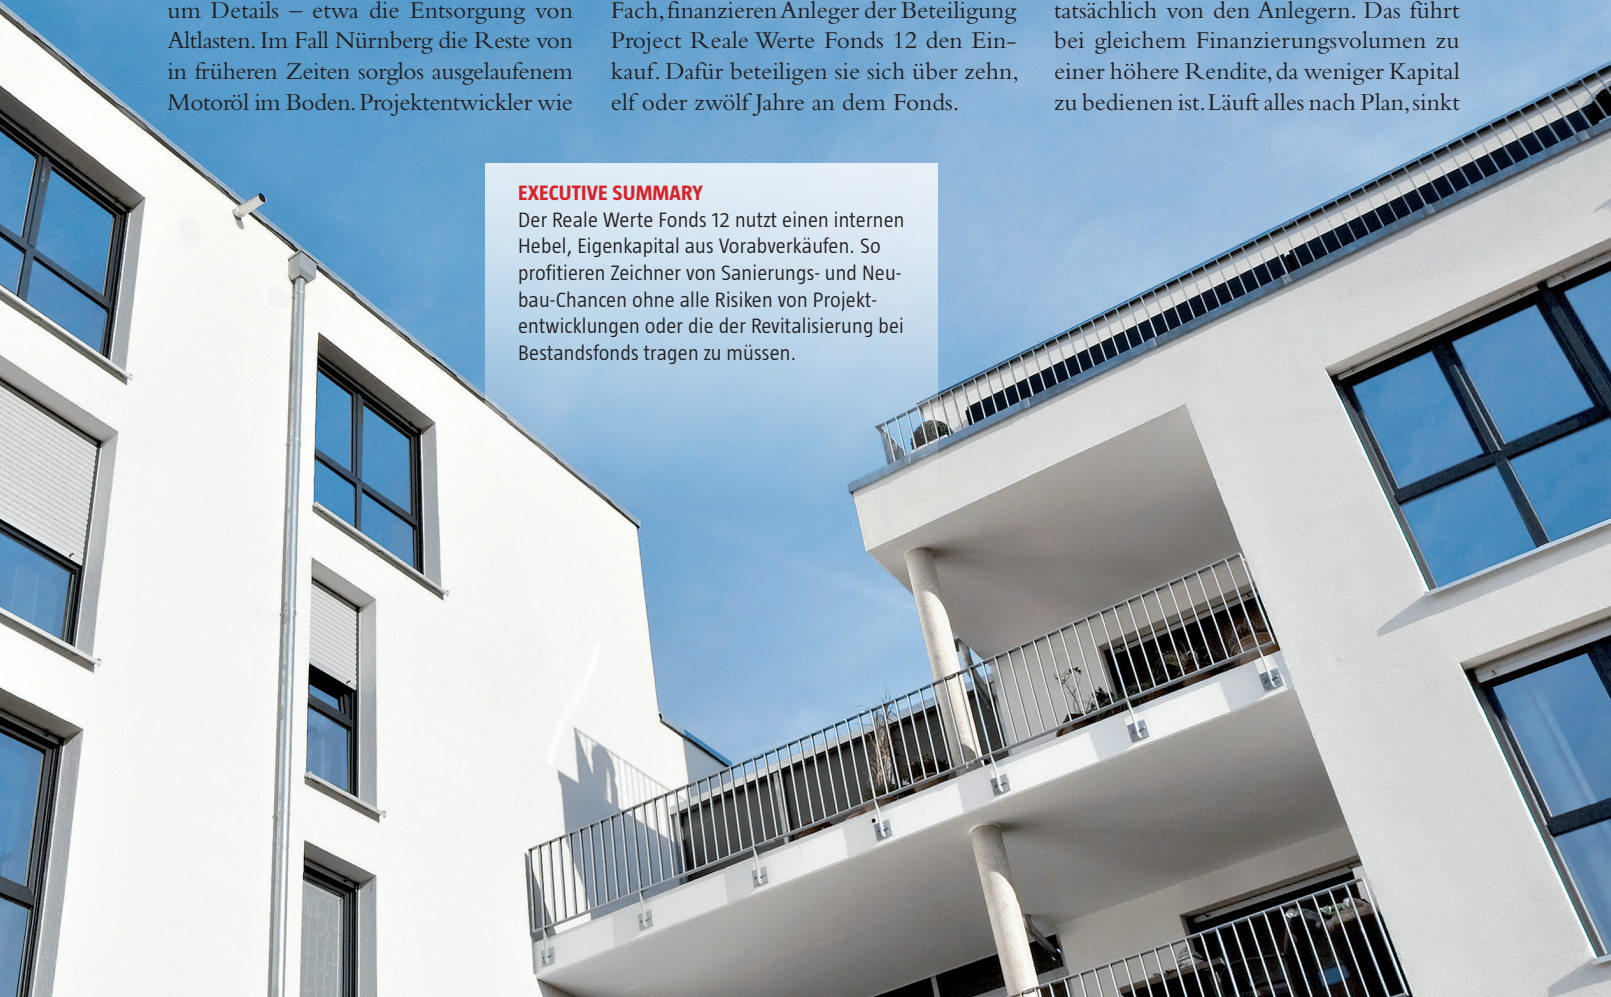 um Details – etwa die Entsorgung von
Altlasten. Im Fall Nürnberg die Reste von
in früheren Zeiten sorglos ausgelaufenem
Motoröl im Boden. Projektentwickler wie
Fach, finanzieren Anleger der Beteiligung
Project Reale Werte Fonds 12 den Ein-
kauf. Dafür beteiligen sie sich über zehn,
elf oder zwölf Jahre an dem Fonds.
tatsächlich von den Anlegern. Das führt
bei gleichem Finanzierungsvolumen zu
einer höhere Rendite, da weniger Kapital
zu bedienen ist. Läuft alles nach Plan, sinkt
EXECUTIVE SUMMARY
Der Reale Werte Fonds 12 nutzt einen internen
Hebel, Eigenkapital aus Vorabverkäufen. So
profitieren Zeichner von Sanierungs- und Neu-
bau-Chancen ohne alle Risiken von Projekt-
entwicklungen oder die der Revitalisierung bei
Bestandsfonds tragen zu müssen.